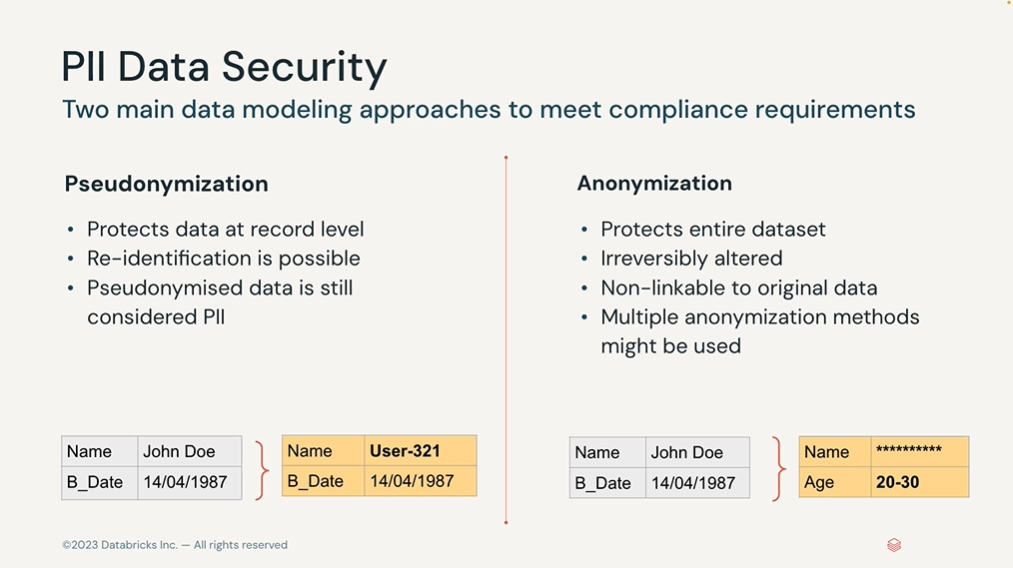 PII Data Security
Two main data modeling approaches to meet compliance requirements
Pseudonymization
• Protects data at record level
• Re-identification is possible
• Pseudonymised data is still
considered PII
Name John Doe
B_Date 14/04/1987
Name User-321
B_Date 14/04/1987
Anonymization
• Protects entire dataset
• Irreversibly altered
• Non-linkable to original data
• Multiple anonymization methods
might be used
Name John Doe
B_Date 14/04/1987
Name **********
Age 20-30
©2023 Databricks Inc. — All rights reserved